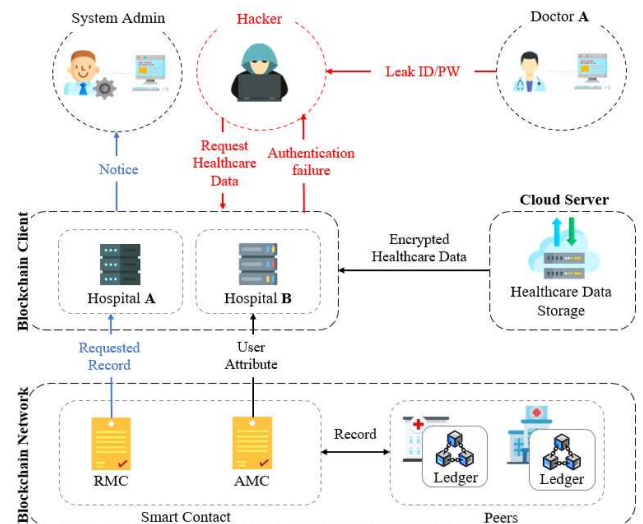 System Admin
Hacker
Doctor A
Leak ID/PW
Notice
Request
Healthcare
Data
Authentication
failure
Blockchain Client
Hospital A
Hospital B
Encrypted
Healthcare Data
Cloud Server
Healthcare Data
Storage
Requested
Record
User
Attribute
Blockchain Network
RMC
AMC
Smart Contact
Record
Ledger
Ledger
Peers